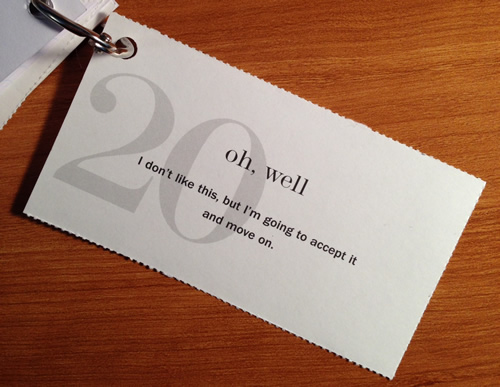 20
oh, well
I don't like this, but I'm going to accept it
and move on.